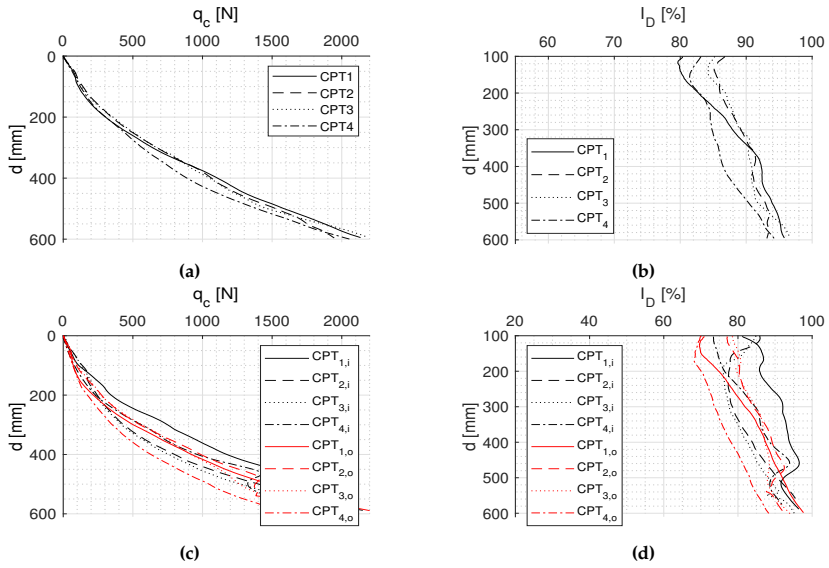 q_c [N]
0 500 1000 1500 2000
0
200
400
600
d [mm]
CPT1
CPT2
CPT3
CPT4
(a)
I_D [%]
60 70 80 90 100
100
200
300
400
500
600
d [mm]
CPT_1
CPT_2
CPT_3
CPT_4
(b)
q_c [N]
0 500 1000 1500 2000
0
200
400
600
d [mm]
CPT_1,i
CPT_2,i
CPT_3,i
CPT_4,i
CPT_1,o
CPT_2,o
CPT_3,o
CPT_4,o
(c)
I_D [%]
20 40 60 80 100
100
200
300
400
500
600
d [mm]
CPT_1,i
CPT_2,i
CPT_3,i
CPT_4,i
CPT_1,o
CPT_2,o
CPT_3,o
CPT_4,o
(d)